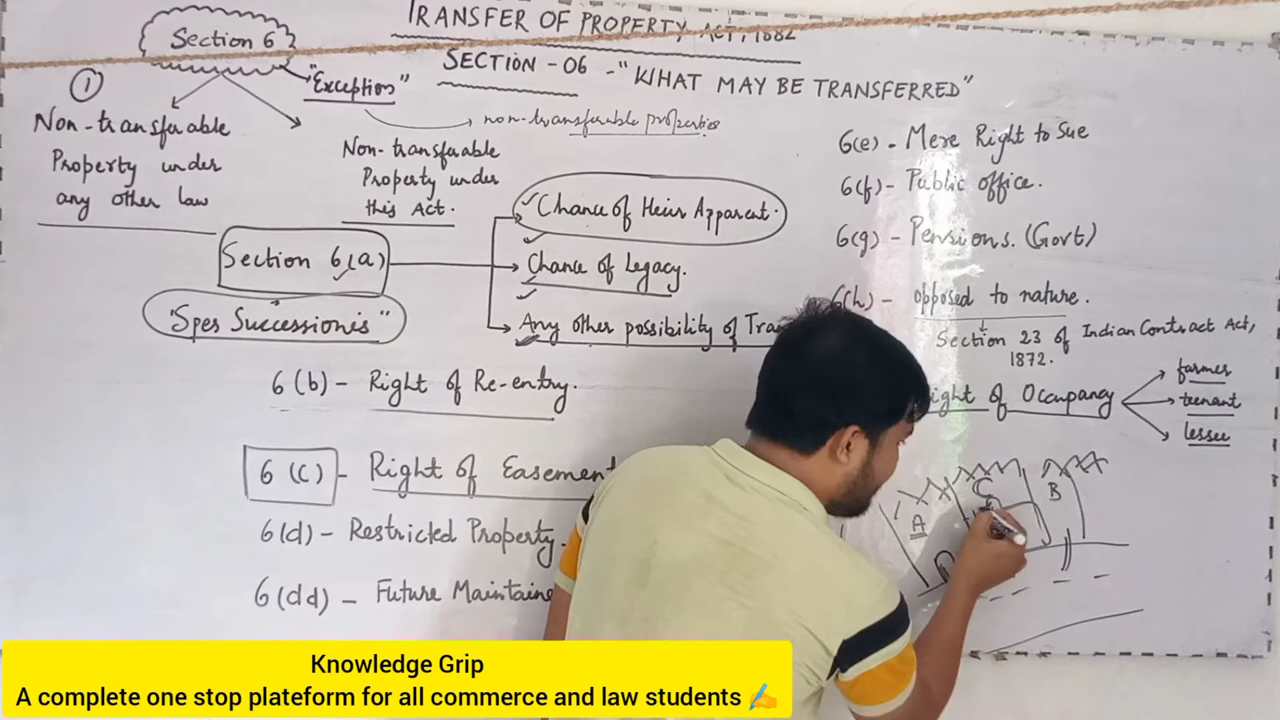 TRANSFER OF PROPERTY ACT, 1882
SECTION - 06 - "WHAT MAY BE TRANSFERRED"
Section 6
"Exception"
non-transferable properties
①
Non-transferable
Property under
any other law
Non-transferable
Property under
this Act.
Section 6(a)
"Spes Successionis"
Chance of Heir Apparent.
Chance of Legacy.
Any other possibility of
6(b) - Right of Re-entry.
6(c) - Right of Easement
6(d) - Restricted Property.
6(dd) - Future
6(e) - Mere Right to Sue
6(f) - Public office.
6(g) - Pensions. (Govt)
6(h) - opposed to nature.
Section 23 of Indian Contract Act,
1872.
of Occupancy
farmer
teenant
lessee
A
C
B
Knowledge Grip
A complete one stop plateform for all commerce and law students ✍